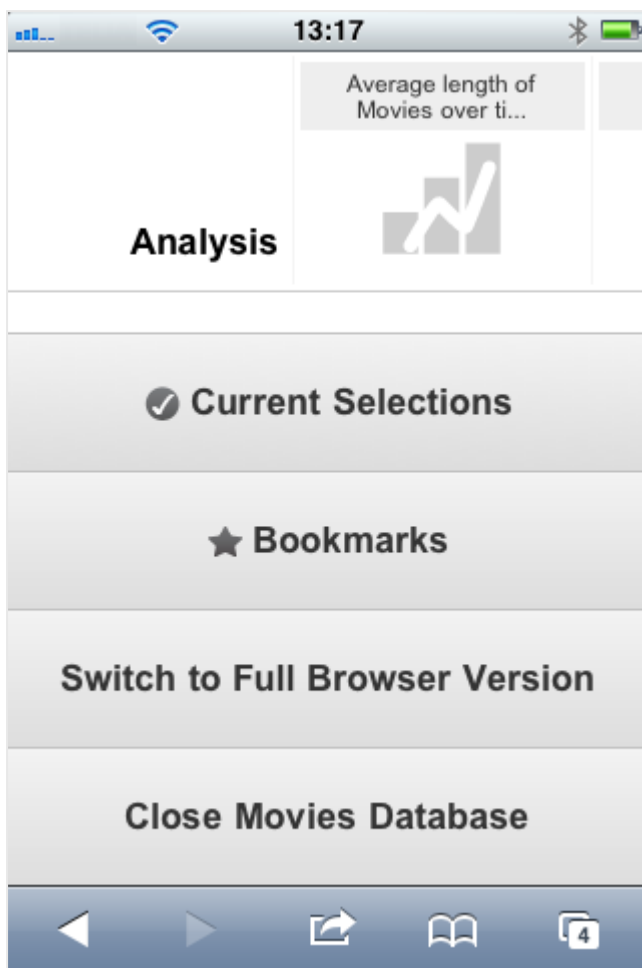 13:17
Average length of
Movies over ti...
Analysis
Current Selections
Bookmarks
Switch to Full Browser Version
Close Movies Database
4